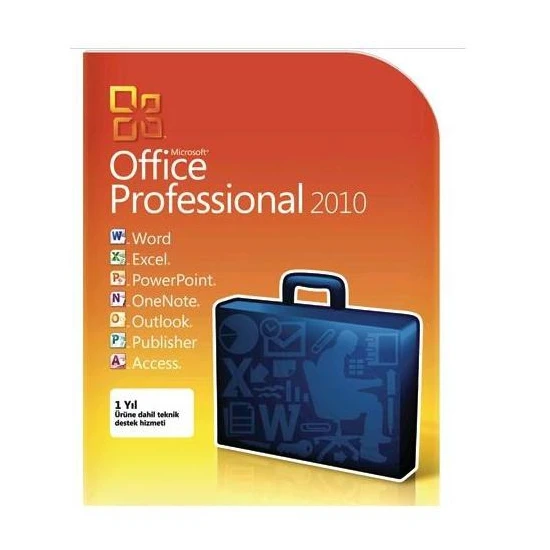 Microsoft®
Office
Professional 2010
Word
Excel®
PowerPoint®
OneNote®
Outlook®
Publisher
Access®
1 Yıl
Ürüne dahil teknik
destek hizmeti